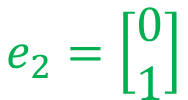 e₂ = [0
1]